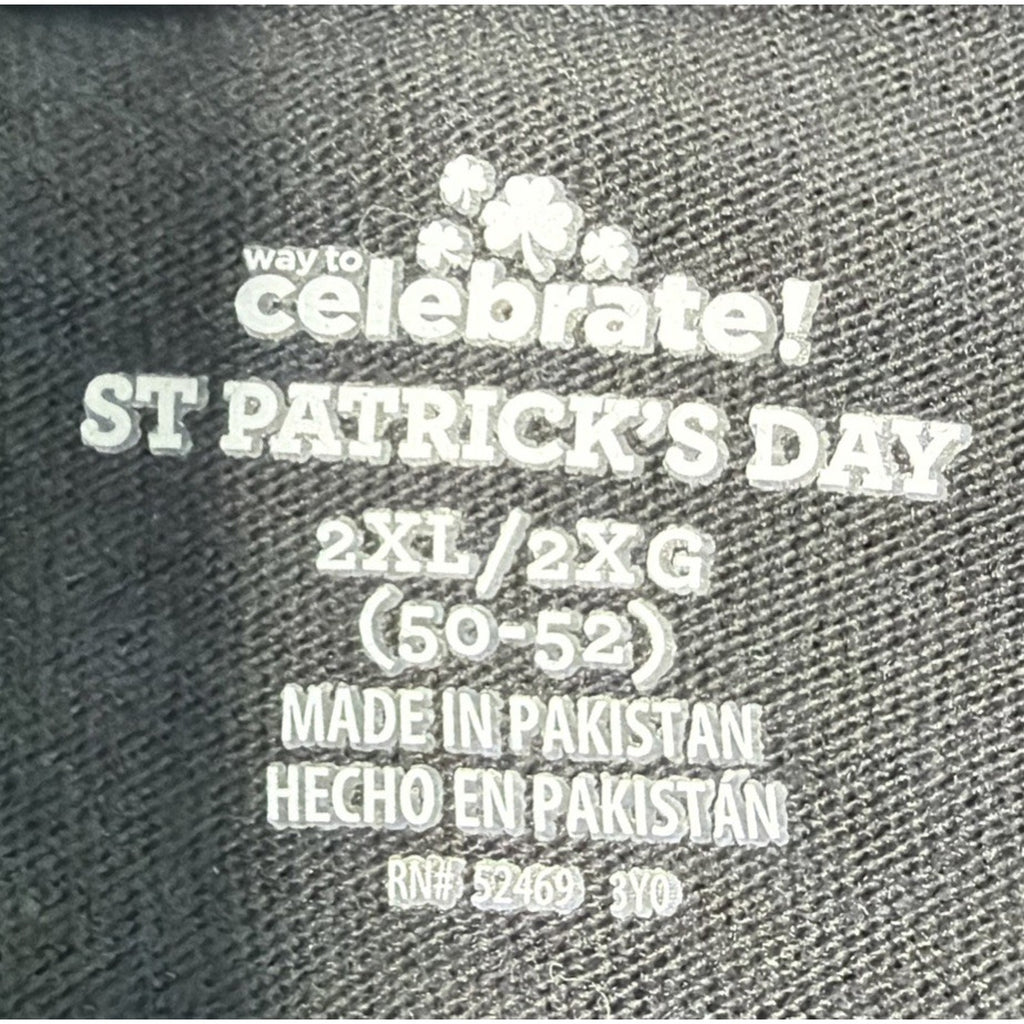 way to
celebrate!
ST PATRICK'S DAY
2XL/2XG
(50-52)
MADE IN PAKISTAN
HECHO EN PAKISTÁN
RN# 52469 - 3YO